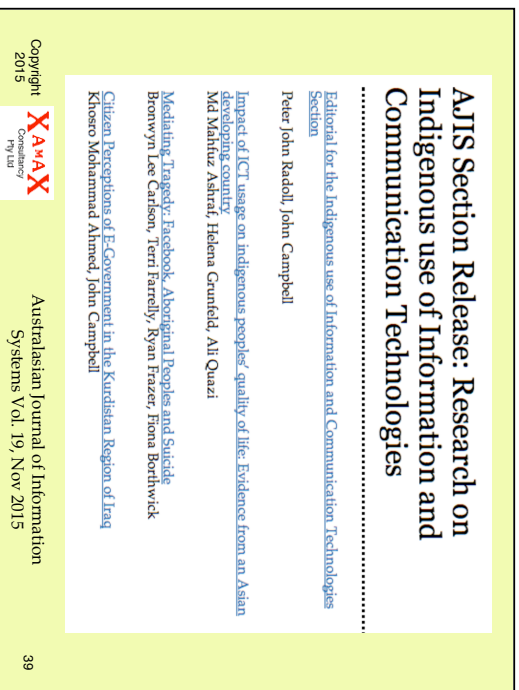 AJIS Section Release: Research on
Indigenous use of Information and
Communication Technologies
Editorial for the Indigenous use of Information and Communication Technologies
Section
Peter John Radoll, John Campbell
Impact of ICT usage on indigenous peoples' quality of life: Evidence from an Asian
developing country
Md Mahfuz Ashraf, Helena Grunfeld, Ali Quazi
Mediating Tragedy: Facebook, Aboriginal Peoples and Suicide
Bronwyn Lee Carlson, Terri Farrelly, Ryan Frazer, Fiona Borthwick
Citizen Perceptions of E-Government in the Kurdistan Region of Iraq
Khosro Mohammad Ahmed, John Campbell
Copyright
2015
XAMAX
Consultancy
Pty Ltd
Australasian Journal of Information
Systems Vol. 19, Nov 2015
39